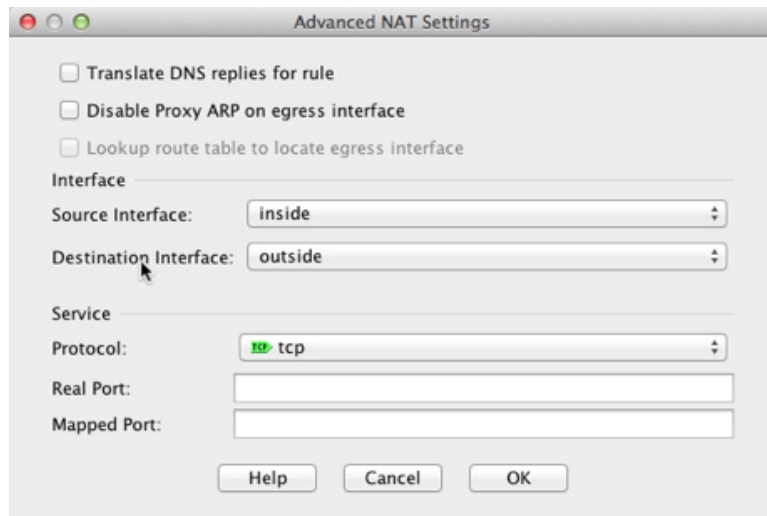 Advanced NAT Settings
Translate DNS replies for rule
Disable Proxy ARP on egress interface
Lookup route table to locate egress interface
Interface
Source Interface: inside
Destination Interface: outside
Service
Protocol: TCP tcp
Real Port:
Mapped Port:
Help Cancel OK